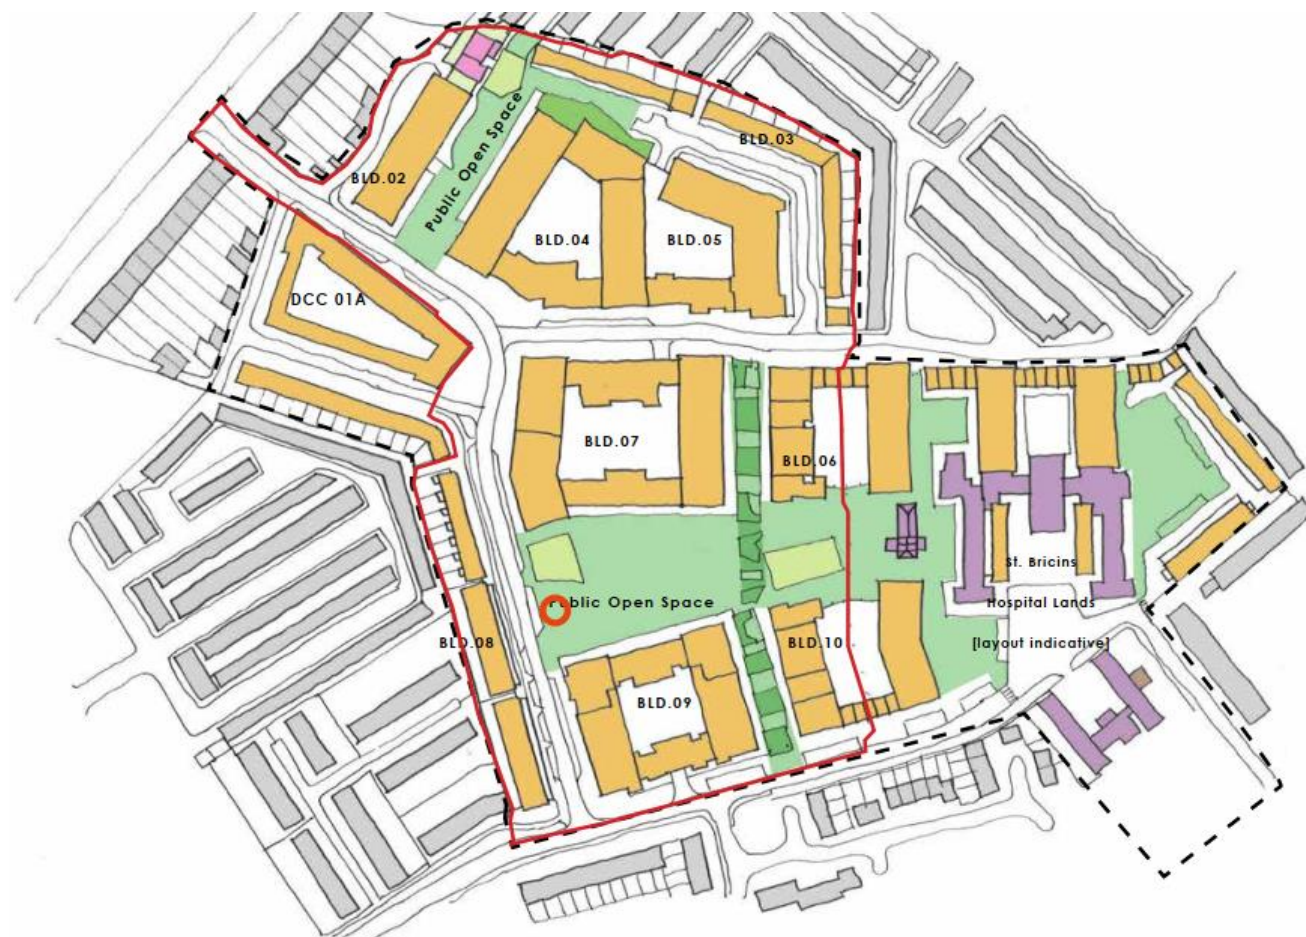 Public Open Space
BLD.03
BLD.02
BLD.04
BLD.05
DCC 01A
BLD.07
BLD.06
St. Bricins
Hospital Lands
[layout indicative]
Public Open Space
BLD.08
BLD.10
BLD.09